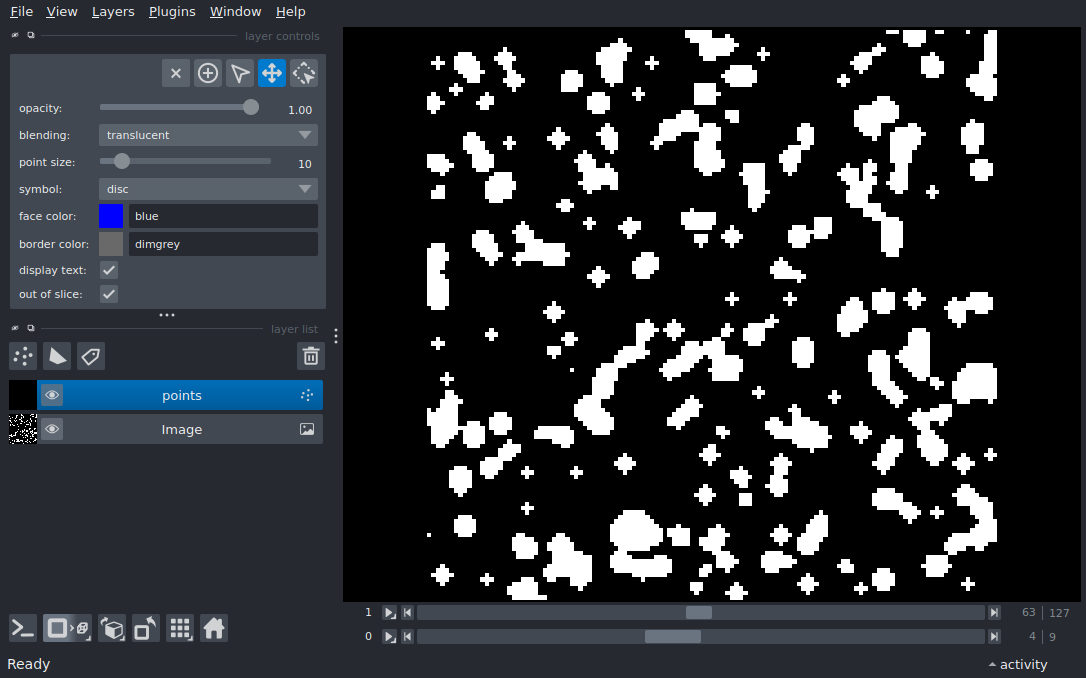 File View Layers Plugins Window Help
layer controls
opacity: 1.00
blending: translucent
point size: 10
symbol: disc
face color: blue
border color: dimgrey
display text:
out of slice:
layer list
points
Image
1 63 127
0 4 9
Ready activity